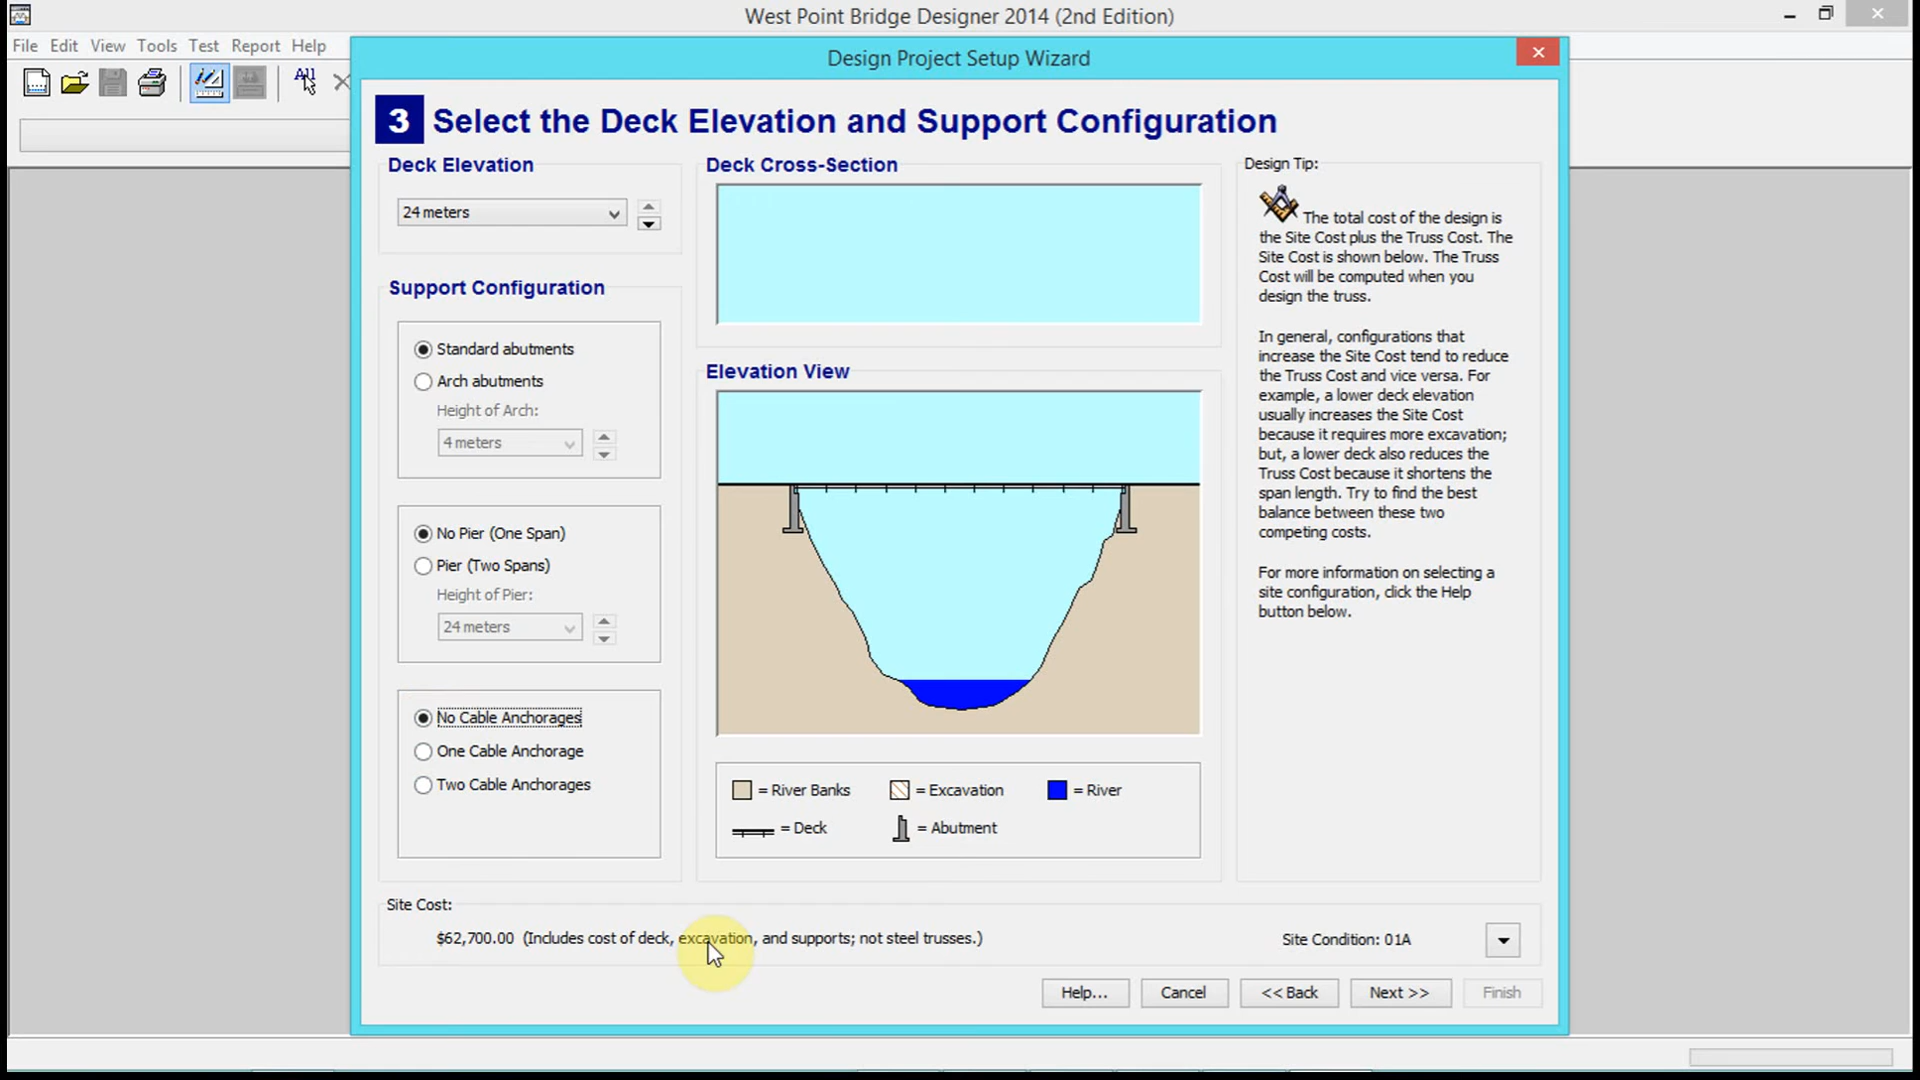 West Point Bridge Designer 2014 (2nd Edition)
File Edit View Tools Test Report Help
Design Project Setup Wizard
All
3 Select the Deck Elevation and Support Configuration
Deck Elevation
24 meters
Support Configuration
Standard abutments
Arch abutments
Height of Arch:
4 meters
No Pier (One Span)
Pier (Two Spans)
Height of Pier:
24 meters
No Cable Anchorages
One Cable Anchorage
Two Cable Anchorages
Deck Cross-Section
Elevation View
= River Banks
= Excavation
= River
= Deck
= Abutment
Design Tip:
The total cost of the design is
the Site Cost plus the Truss Cost. The
Site Cost is shown below. The Truss
Cost will be computed when you
design the truss.
In general, configurations that
increase the Site Cost tend to reduce
the Truss Cost and vice versa. For
example, a lower deck elevation
usually increases the Site Cost
because it requires more excavation;
but, a lower deck also reduces the
Truss Cost because it shortens the
span length. Try to find the best
balance between these two
competing costs.
For more information on selecting a
site configuration, click the Help
button below.
Site Cost:
$62,700.00 (Includes cost of deck, excavation, and supports; not steel trusses.)
Site Condition: 01A
Help... Cancel << Back Next >> Finish